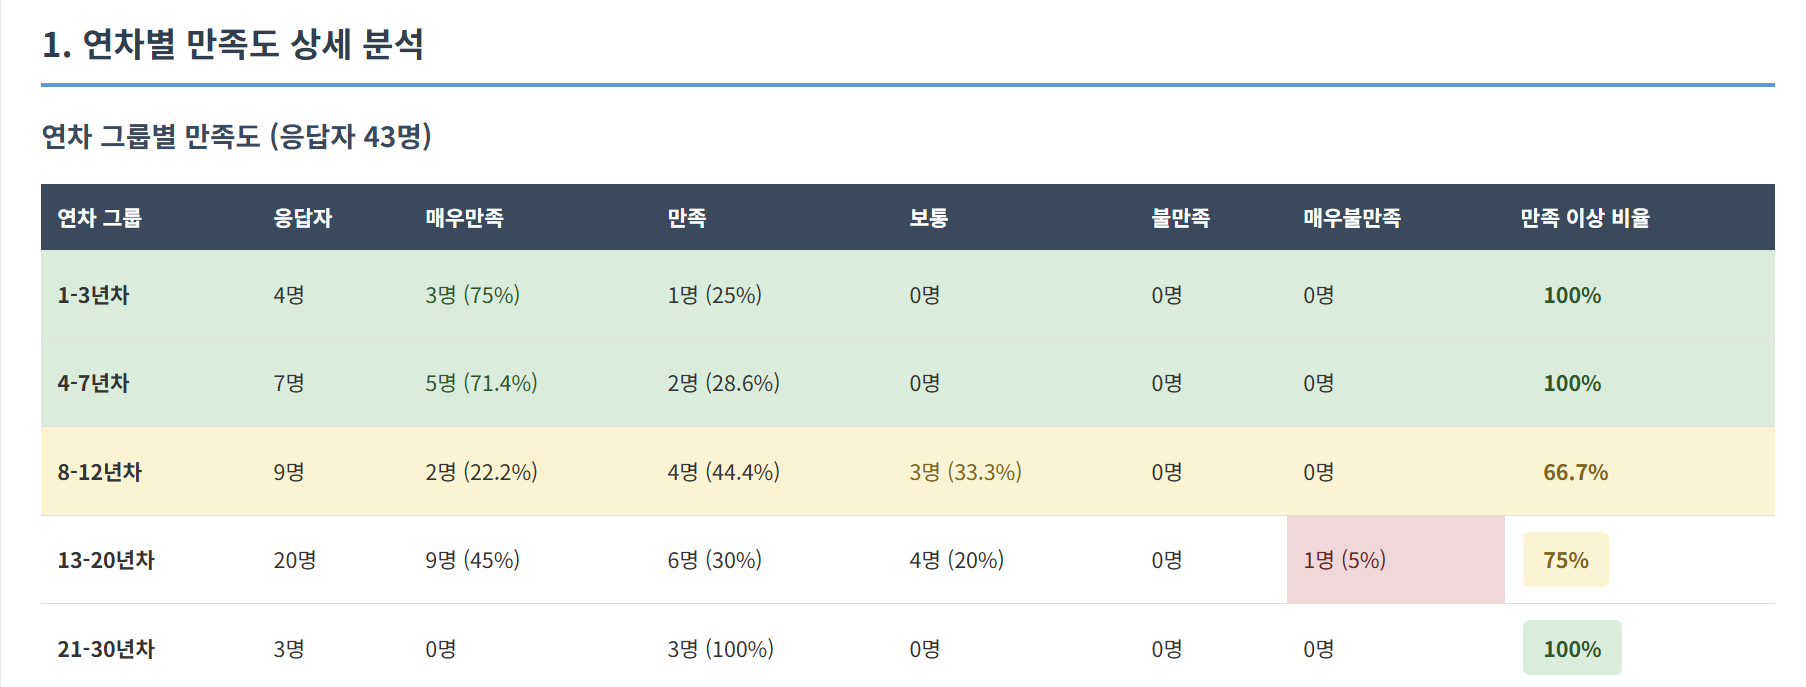 1. 연차별 만족도 상세 분석
연차 그룹별 만족도 (응답자 43명)
연차 그룹 응답자 매우만족 만족 보통 불만족 매우불만족 만족 이상 비율
1-3년차 4명 3명 (75%) 1명 (25%) 0명 0명 0명 100%
4-7년차 7명 5명 (71.4%) 2명 (28.6%) 0명 0명 0명 100%
8-12년차 9명 2명 (22.2%) 4명 (44.4%) 3명 (33.3%) 0명 0명 66.7%
13-20년차 20명 9명 (45%) 6명 (30%) 4명 (20%) 0명 1명 (5%) 75%
21-30년차 3명 0명 3명 (100%) 0명 0명 0명 100%